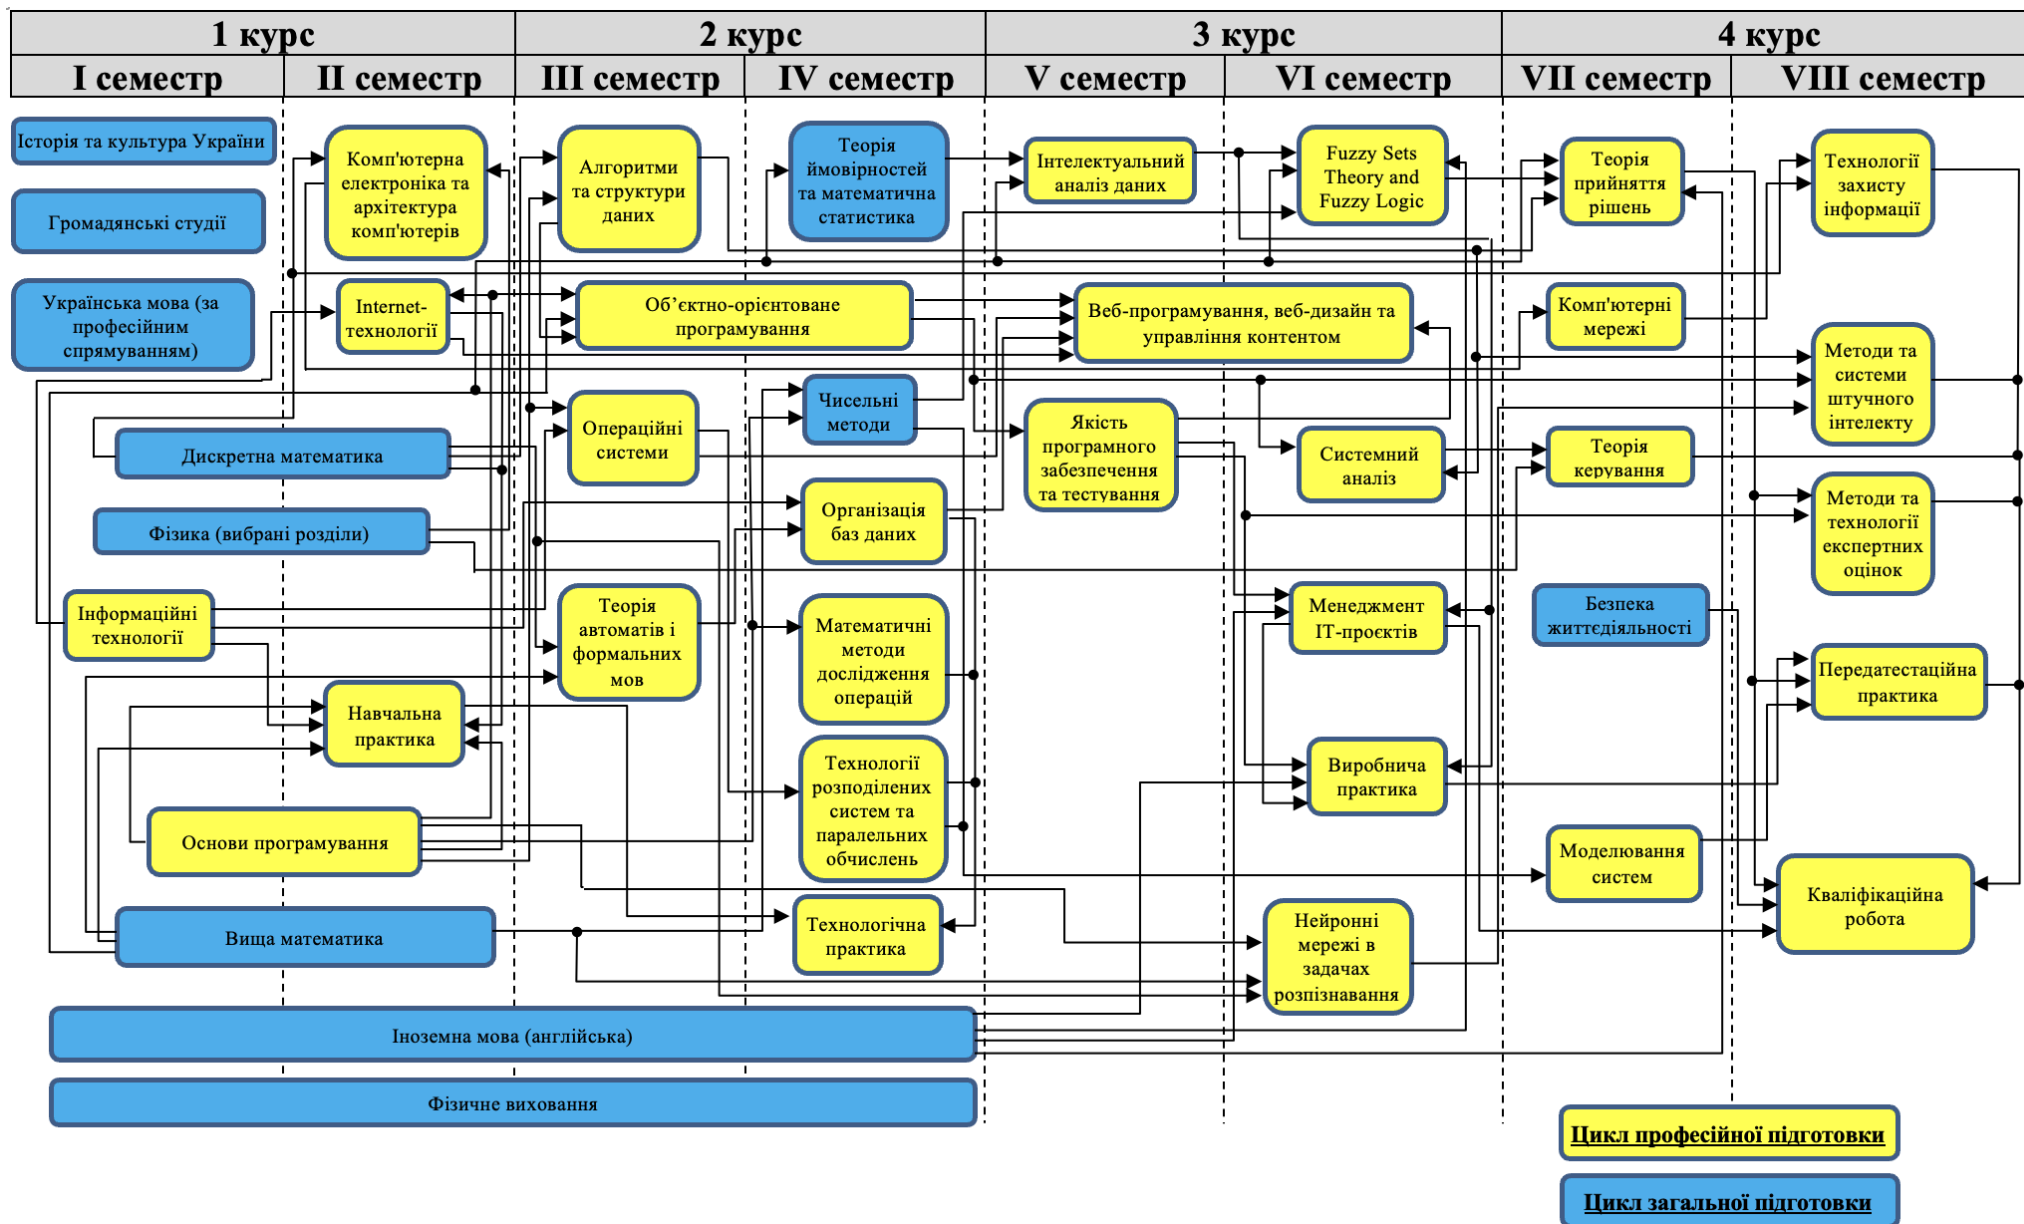 1 курс
2 курс
3 курс
4 курс
I семестр
II семестр
III семестр
IV семестр
V семестр
VI семестр
VII семестр
VIII семестр
Історія та культура України
Громадянські студії
Українська мова (за
професійним
спрямуванням)
Дискретна математика
Фізика (вибрані розділи)
Інформаційні
технології
Основи програмування
Вища математика
Іноземна мова (англійська)
Фізичне виховання
Комп'ютерна
електроніка та
архітектура
комп'ютерів
Internet-
технології
Навчальна
практика
Алгоритми
та структури
даних
Об’єктно-орієнтоване
програмування
Операційні
системи
Теорія
автоматів і
формальних
мов
Теорія
ймовірностей
та математична
статистика
Чисельні
методи
Організація
баз даних
Математичні
методи
дослідження
операцій
Технології
розподілених
систем та
паралельних
обчислень
Технологічна
практика
Інтелектуальний
аналіз даних
Веб-програмування, веб-дизайн та
управління контентом
Якість
програмного
забезпечення
та тестування
Fuzzy Sets
Theory and
Fuzzy Logic
Системний
аналіз
Менеджмент
ІТ-проєктів
Виробнича
практика
Нейронні
мережі в
задачах
розпізнавання
Теорія
прийняття
рішень
Комп'ютерні
мережі
Теорія
керування
Безпека
життєдіяльності
Моделювання
систем
Технології
захисту
інформації
Методи та
системи
штучного
інтелекту
Методи та
технології
експертних
оцінок
Передатестаційна
практика
Кваліфікаційна
робота
Цикл професійної підготовки
Цикл загальної підготовки